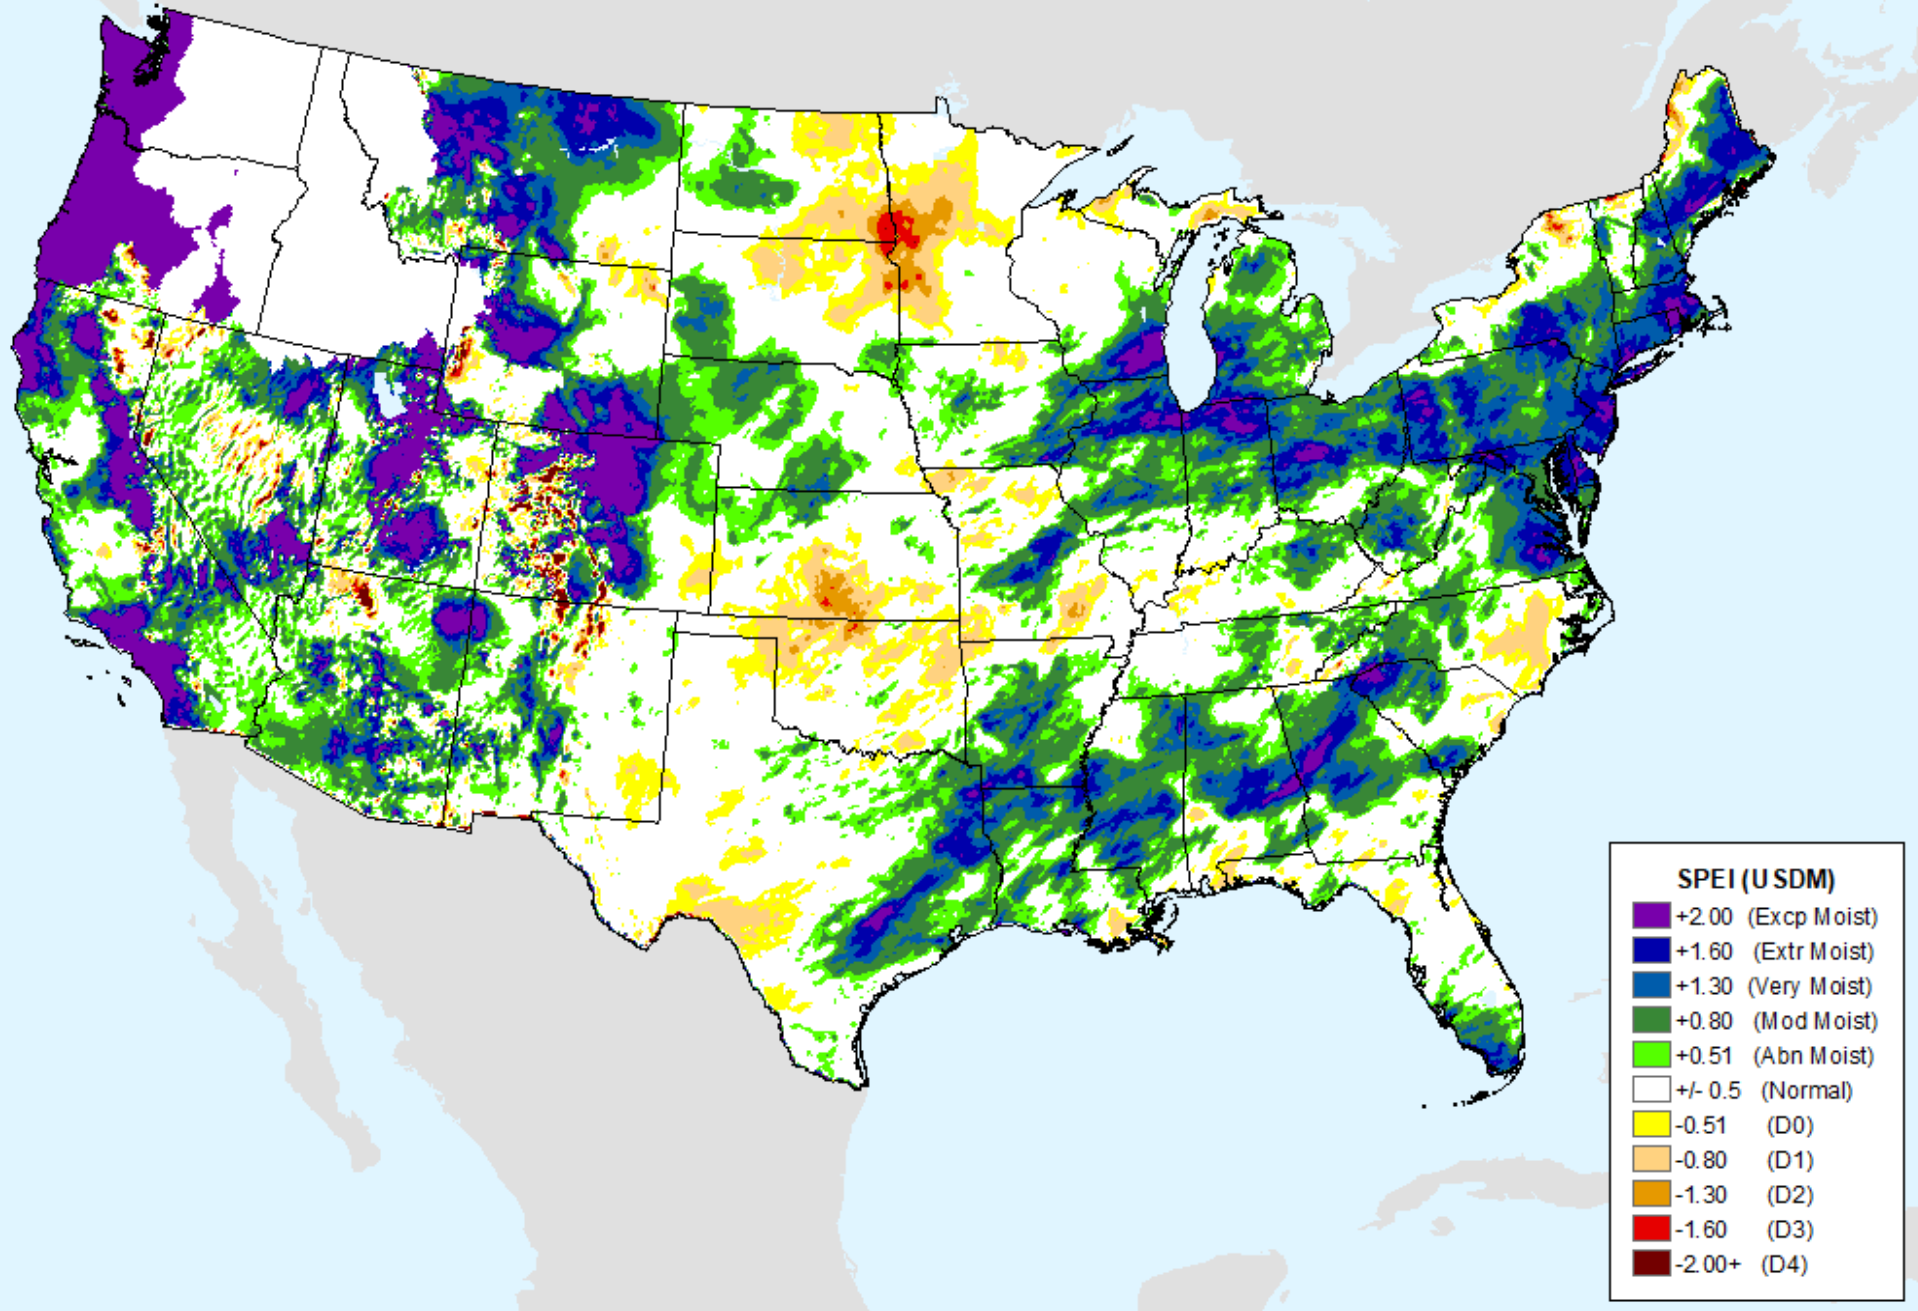 SPEI (USDM)
+2.00 (Excp Moist)
+1.60 (Extr Moist)
+1.30 (Very Moist)
+0.80 (Mod Moist)
+0.51 (Abn Moist)
+/- 0.5 (Normal)
-0.51 (D0)
-0.80 (D1)
-1.30 (D2)
-1.60 (D3)
-2.00+ (D4)